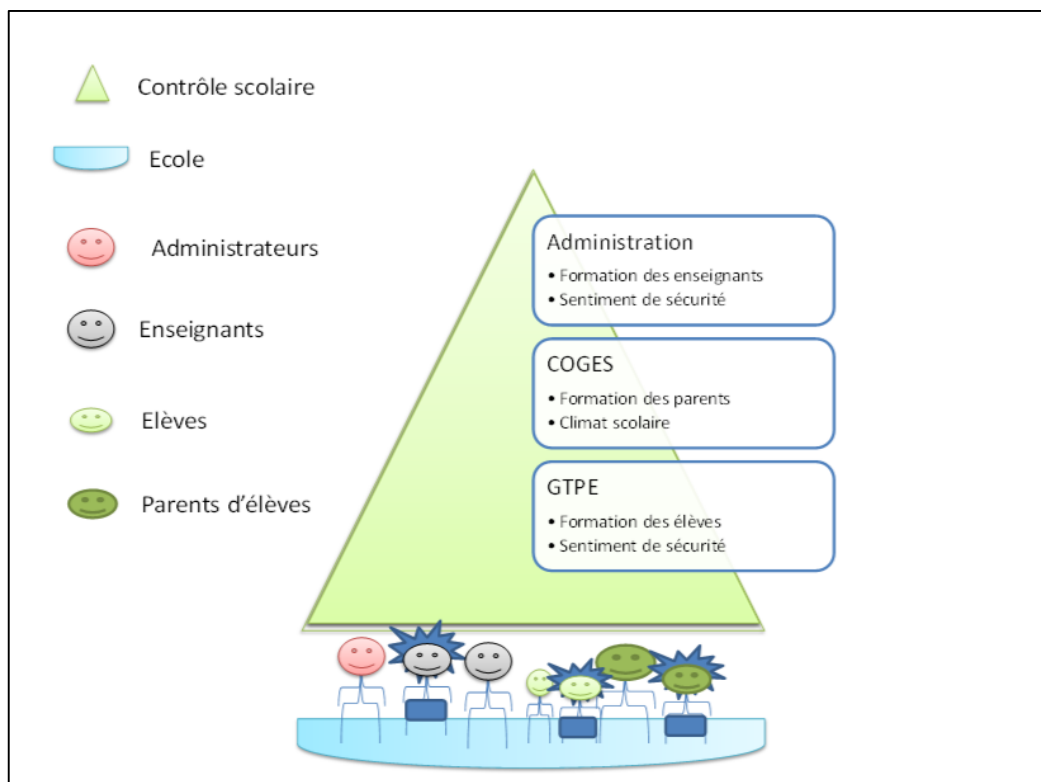 Contrôle scolaire
Ecole
Administrateurs
Enseignants
Elèves
Parents d'élèves
Administration
• Formation des enseignants
• Sentiment de sécurité
COGES
• Formation des parents
• Climat scolaire
GTPE
• Formation des élèves
• Sentiment de sécurité